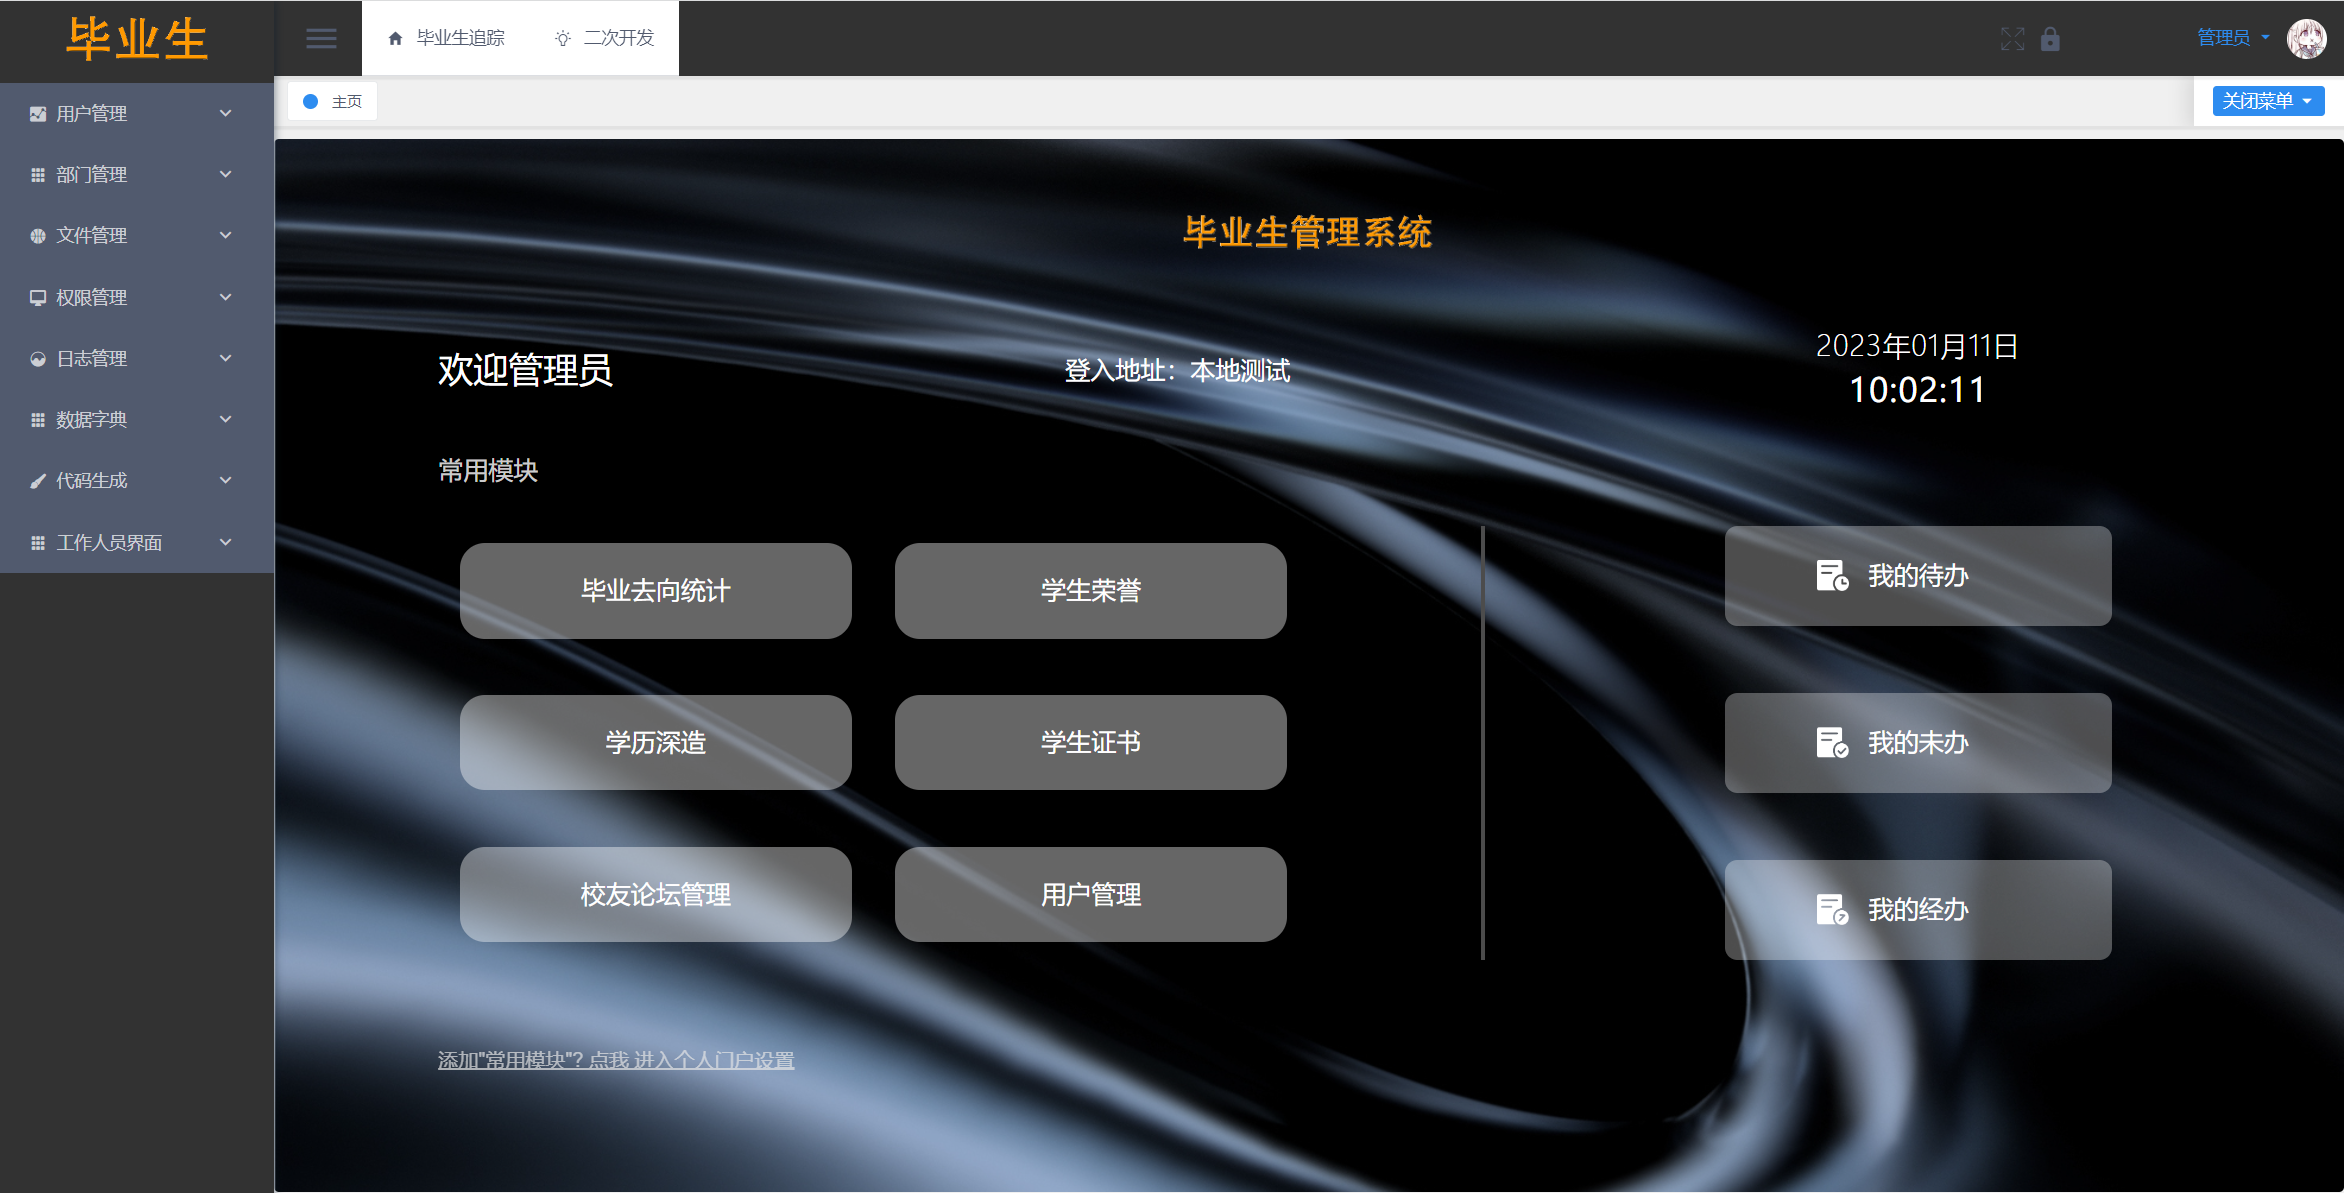 毕业生
毕业生追踪
二次开发
管理员
主页
关闭菜单
用户管理
部门管理
文件管理
权限管理
日志管理
数据字典
代码生成
工作人员界面
毕业生管理系统
欢迎管理员
登入地址：本地测试
2023年01月11日
10:02:11
常用模块
毕业去向统计
学生荣誉
学历深造
学生证书
校友论坛管理
用户管理
我的待办
我的未办
我的经办
添加"常用模块"? 点我 进入个人门户设置